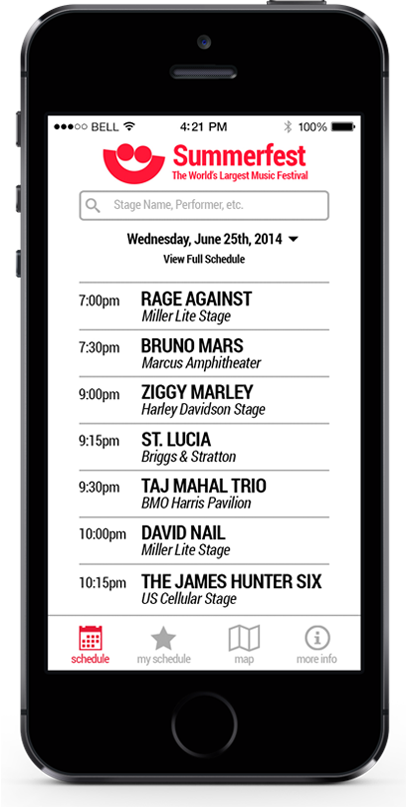 BELL
4:21 PM
100%
Summerfest
The World's Largest Music Festival
Stage Name, Performer, etc.
Wednesday, June 25th, 2014
View Full Schedule
7:00pm RAGE AGAINST
Miller Lite Stage
7:30pm BRUNO MARS
Marcus Amphitheater
9:00pm ZIGGY MARLEY
Harley Davidson Stage
9:15pm ST. LUCIA
Briggs & Stratton
9:30pm TAJ MAHAL TRIO
BMO Harris Pavilion
10:00pm DAVID NAIL
Miller Lite Stage
10:15pm THE JAMES HUNTER SIX
US Cellular Stage
schedule
my schedule
map
more info